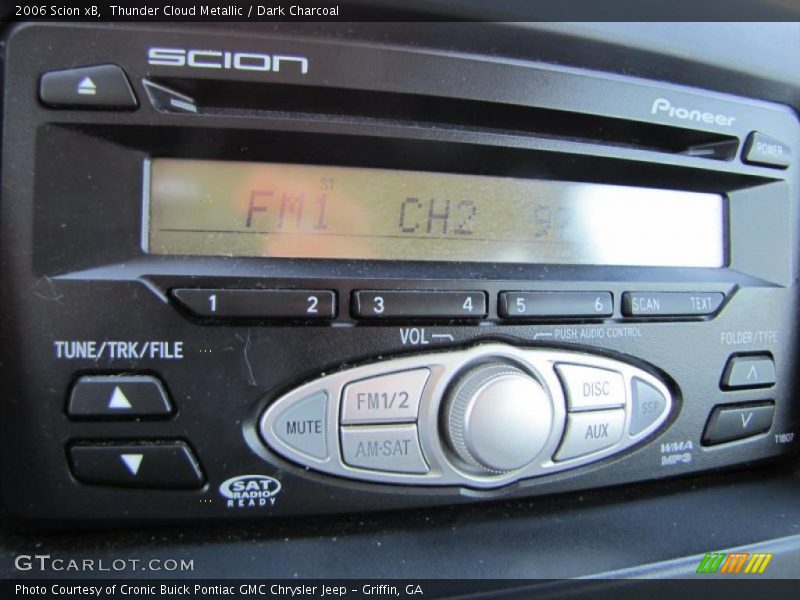 2006 Scion xB, Thunder Cloud Metallic / Dark Charcoal
SCION
Pioneer
POWER
ST
FM1 CH2
1 2 3 4 5 6 SCAN TEXT
VOL PUSH AUDIO CONTROL
FOLDER/TYPE
TUNE/TRK/FILE
MUTE
FM1/2
AM·SAT
DISC
AUX
SSP
WMA
MP3
T1807
SAT
RADIO
READY
GTCARLOT.COM
Photo Courtesy of Cronic Buick Pontiac GMC Chrysler Jeep - Griffin, GA